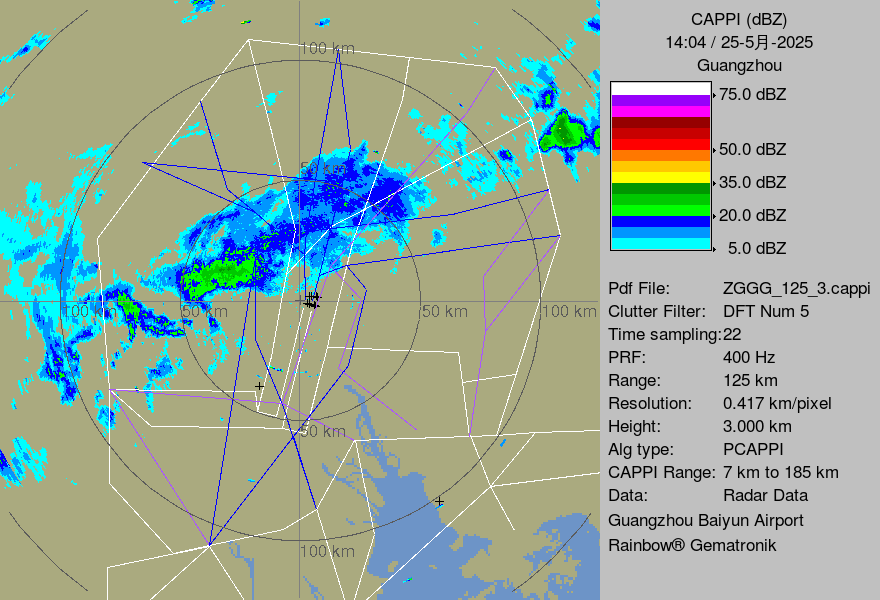 CAPPI (dBZ)
14:04 / 25-5月-2025
Guangzhou
75.0 dBZ
50.0 dBZ
35.0 dBZ
20.0 dBZ
5.0 dBZ
Pdf File: ZGGG_125_3.cappi
Clutter Filter: DFT Num 5
Time sampling:22
PRF: 400 Hz
Range: 125 km
Resolution: 0.417 km/pixel
Height: 3.000 km
Alg type: PCAPPI
CAPPI Range: 7 km to 185 km
Data: Radar Data
Guangzhou Baiyun Airport
Rainbow® Gematronik
100 km
50 km
100 km
50 km
50 km
100 km
50 km
100 km